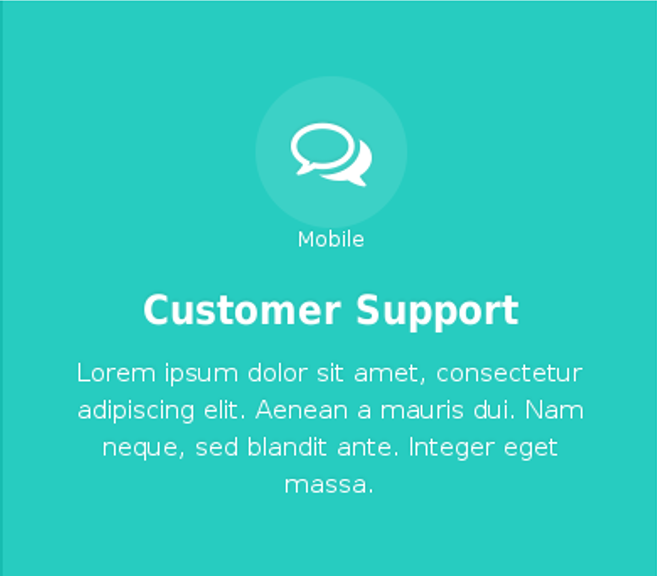 Mobile
Customer Support
Lorem ipsum dolor sit amet, consectetur
adipiscing elit. Aenean a mauris dui. Nam
neque, sed blandit ante. Integer eget
massa.